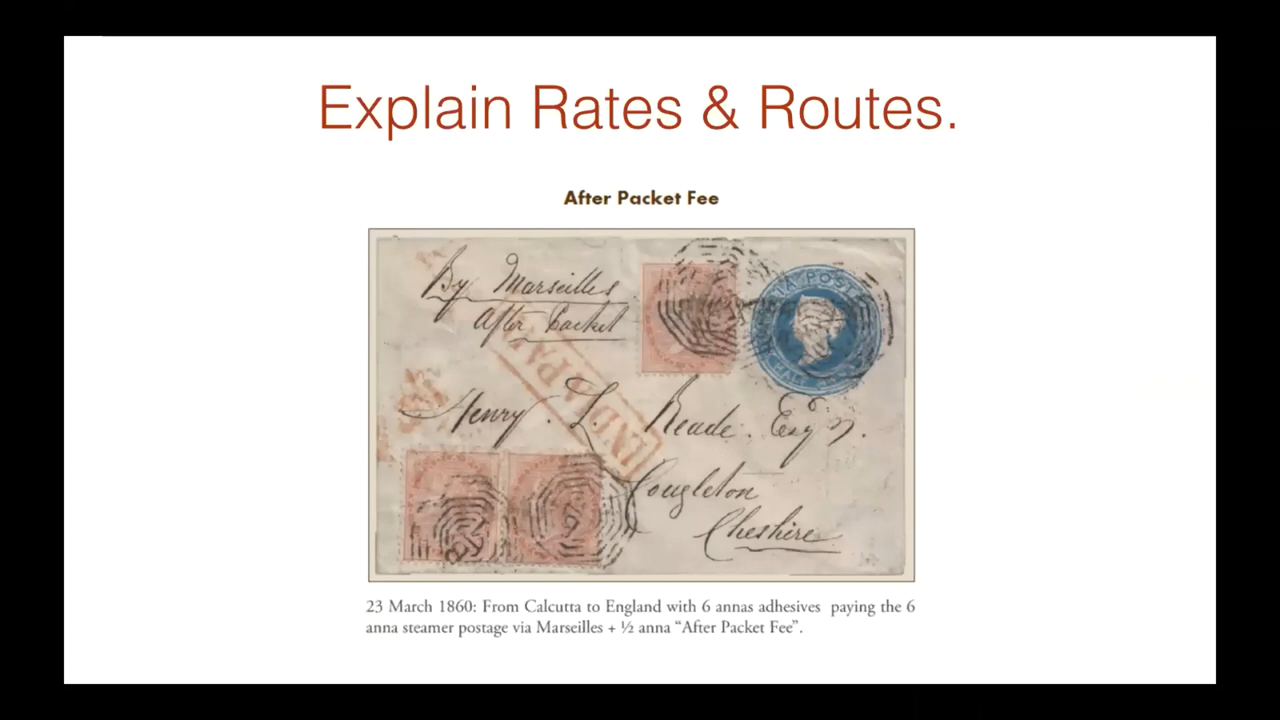 Explain Rates & Routes.
After Packet Fee
By Marseilles
After Packet
INDIA PAID
Henry. L. Reade. Esqr.
Congleton
Cheshire
23 March 1860: From Calcutta to England with 6 annas adhesives paying the 6
anna steamer postage via Marseilles + ½ anna “After Packet Fee”.